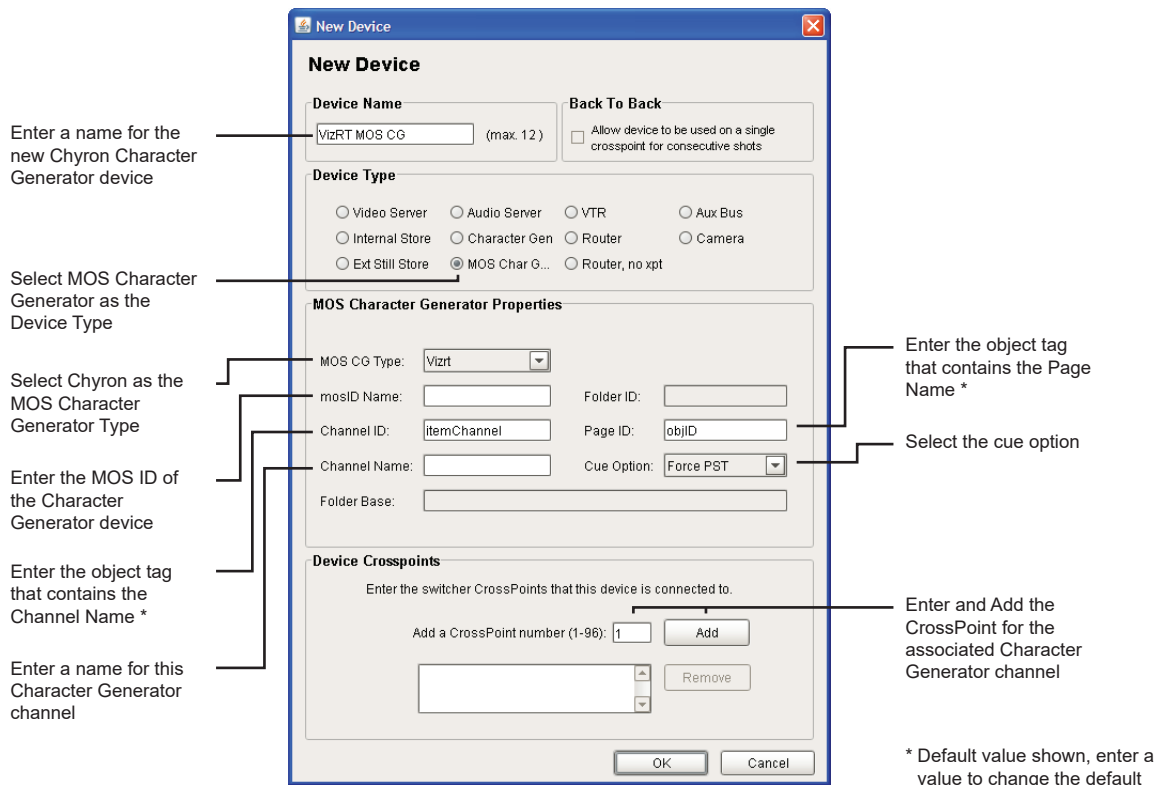 New Device
New Device
Device Name
VizRT MOS CG
(max. 12 )
Back To Back
Allow device to be used on a single
crosspoint for consecutive shots
Device Type
Video Server
Audio Server
VTR
Aux Bus
Internal Store
Character Gen
Router
Camera
Ext Still Store
MOS Char G...
Router, no xpt
MOS Character Generator Properties
MOS CG Type:
Vizrt
mosID Name:
Folder ID:
Channel ID:
itemChannel
Page ID:
objID
Channel Name:
Cue Option:
Force PST
Folder Base:
Device Crosspoints
Enter the switcher CrossPoints that this device is connected to.
Add a CrossPoint number (1-96):
1
Add
Remove
OK
Cancel
Enter a name for the
new Chyron Character
Generator device
Select MOS Character
Generator as the
Device Type
Select Chyron as the
MOS Character
Generator Type
Enter the MOS ID of
the Character
Generator device
Enter the object tag
that contains the
Channel Name *
Enter a name for this
Character Generator
channel
Enter the object tag
that contains the Page
Name *
Select the cue option
Enter and Add the
CrossPoint for the
associated Character
Generator channel
* Default value shown, enter a
value to change the default